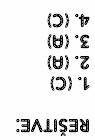 REŠITVE:
1. (C)
2. (A)
3. (A)
4. (C)